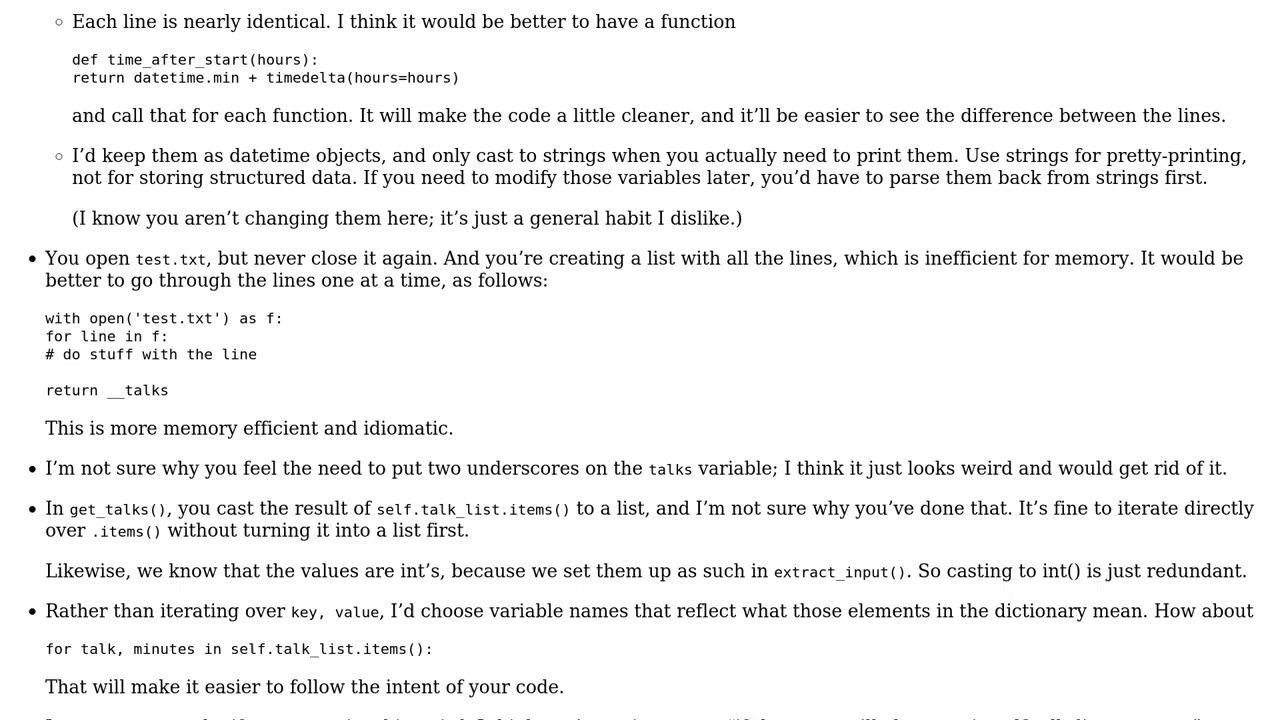 Each line is nearly identical. I think it would be better to have a function
def time_after_start(hours):
return datetime.min + timedelta(hours=hours)
and call that for each function. It will make the code a little cleaner, and it’ll be easier to see the difference between the lines.
I’d keep them as datetime objects, and only cast to strings when you actually need to print them. Use strings for pretty-printing,
not for storing structured data. If you need to modify those variables later, you’d have to parse them back from strings first.
(I know you aren’t changing them here; it’s just a general habit I dislike.)
You open test.txt, but never close it again. And you’re creating a list with all the lines, which is inefficient for memory. It would be
better to go through the lines one at a time, as follows:
with open('test.txt') as f:
for line in f:
# do stuff with the line
return __talks
This is more memory efficient and idiomatic.
I’m not sure why you feel the need to put two underscores on the talks variable; I think it just looks weird and would get rid of it.
In get_talks(), you cast the result of self.talk_list.items() to a list, and I’m not sure why you’ve done that. It’s fine to iterate directly
over .items() without turning it into a list first.
Likewise, we know that the values are int’s, because we set them up as such in extract_input(). So casting to int() is just redundant.
Rather than iterating over key, value, I’d choose variable names that reflect what those elements in the dictionary mean. How about
for talk, minutes in self.talk_list.items():
That will make it easier to follow the intent of your code.